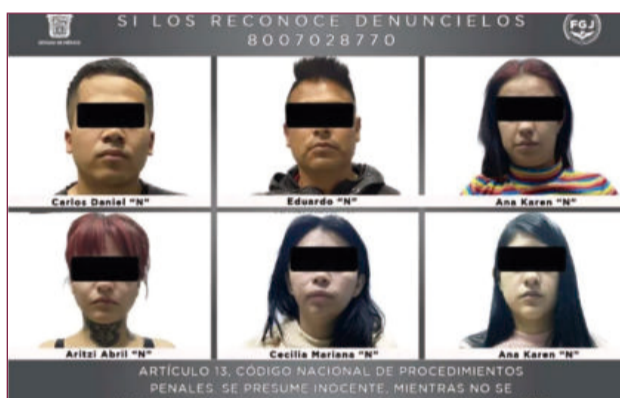 SI LOS RECONOCE DENUNCIELOS
8007028770
FGJ
Carlos Daniel "N"
Eduardo "N"
Ana Karen "N"
Aritzi Abril "N"
Cecilia Mariana "N"
Ana Karen "N"
ARTÍCULO 13, CÓDIGO NACIONAL DE PROCEDIMIENTOS
PENALES. SE PRESUME INOCENTE, MIENTRAS NO SE